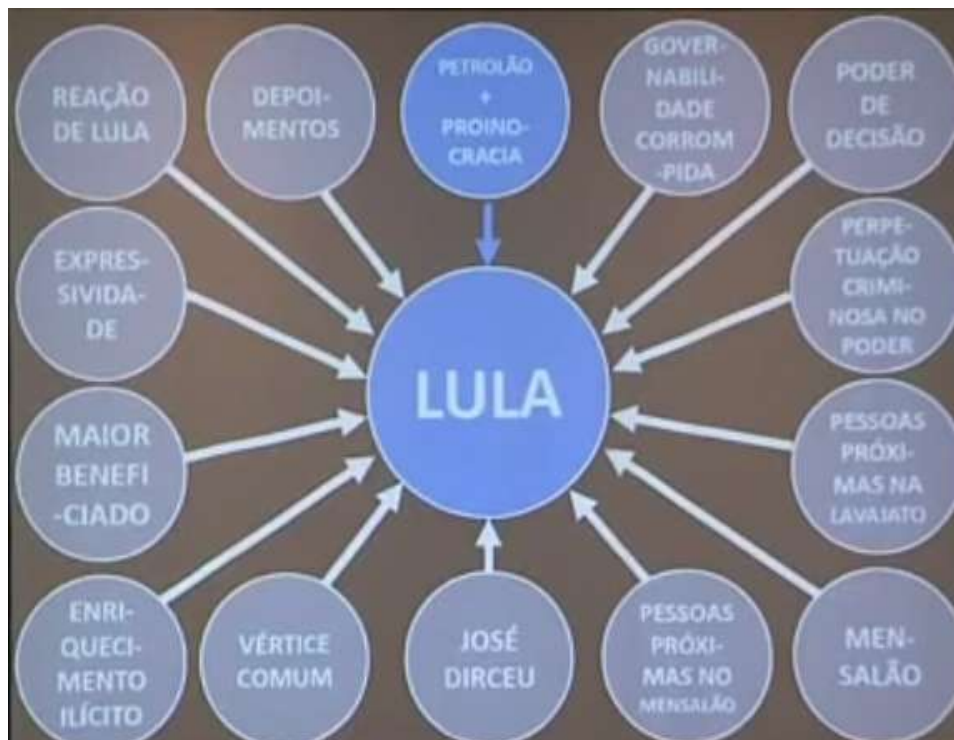 REAÇÃO
DE LULA
DEPOI-
MENTOS
PETROLÃO
+
PROINO-
CRACIA
GOVER-
NABILI-
DADE
CORROM
-PIDA
PODER
DE
DECISÃO
EXPRES-
SIVIDA-
DE
LULA
PERPE-
TUAÇÃO
CRIMI-
NOSA NO
PODER
MAIOR
BENEFI
-CIADO
PESSOAS
PRÓXI-
MAS NA
LAVAJATO
ENRI-
QUECI-
MENTO
ILÍCITO
VÉRTICE
COMUM
JOSÉ
DIRCEU
PESSOAS
PRÓXI-
MAS NO
MENSALÃO
MEN-
SALÃO